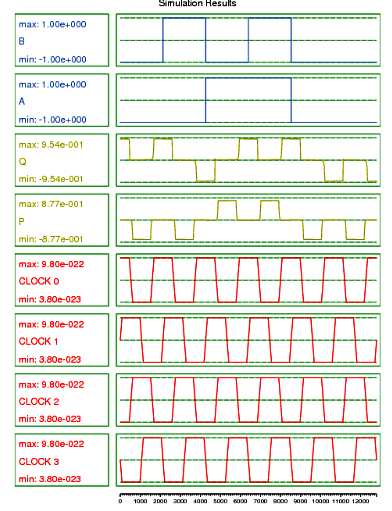 Simulation Results
max: 1.00e+000
B
min: -1.00e+000
max: 1.00e+000
A
min: -1.00e+000
max: 9.54e-001
Q
min: -9.54e-001
max: 8.77e-001
P
min: -8.77e-001
max: 9.80e-022
CLOCK 0
min: 3.80e-023
max: 9.80e-022
CLOCK 1
min: 3.80e-023
max: 9.80e-022
CLOCK 2
min: 3.80e-023
max: 9.80e-022
CLOCK 3
min: 3.80e-023
0 1000 2000 3000 4000 5000 6000 7000 8000 9000 10000 11000 12000